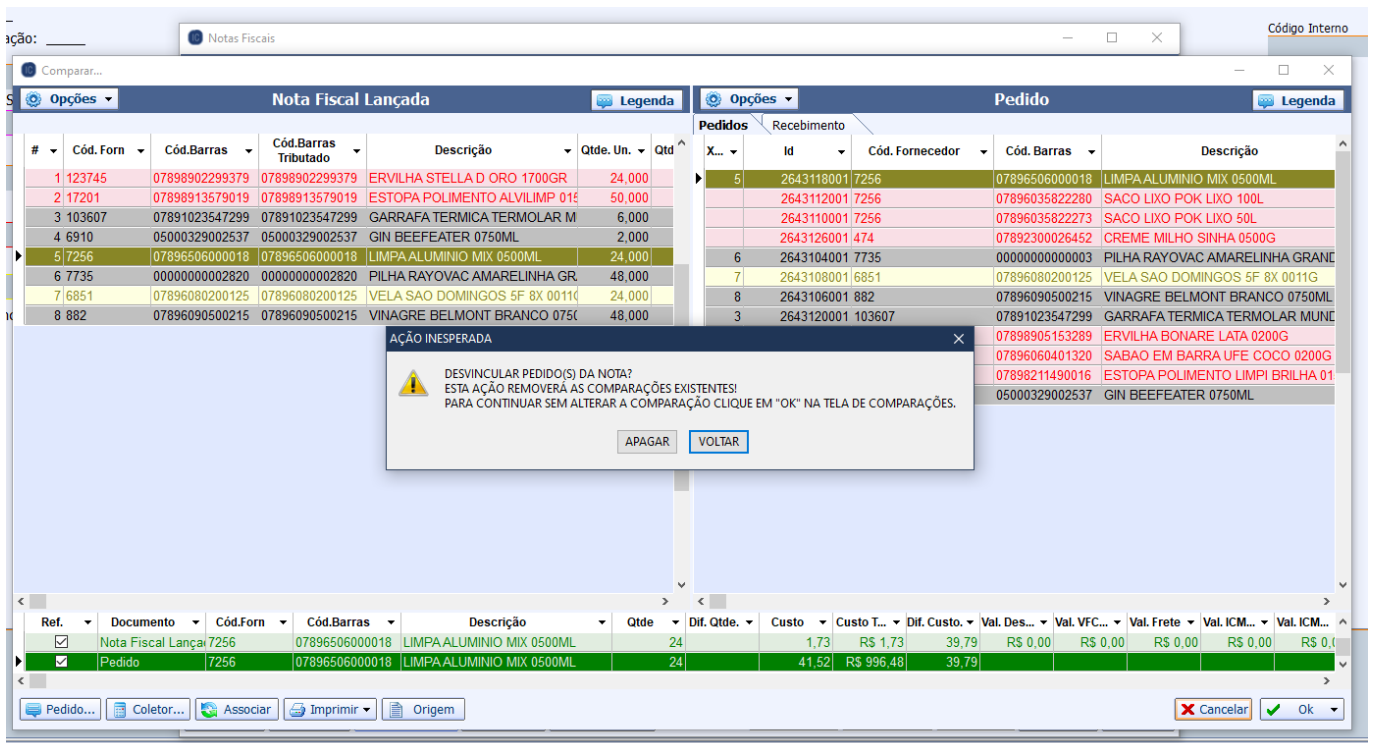 ação: _____
Notas Fiscais
Código Interno
Comparar...
Opções
Nota Fiscal Lançada
Legenda
Opções
Pedido
Legenda
Pedidos
Recebimento
# Cód. Forn Cód.Barras Cód.Barras Tributado Descrição Qtde. Un. Qtd
1 123745 07898902299379 07898902299379 ERVILHA STELLA D ORO 1700GR 24,000
2 17201 07898913579019 07898913579019 ESTOPA POLIMENTO ALVILIMP 015 50,000
3 103607 07891023547299 07891023547299 GARRAFA TERMICA TERMOLAR M 6,000
4 6910 05000329002537 05000329002537 GIN BEEFEATER 0750ML 2,000
5 7256 07896506000018 07896506000018 LIMPA ALUMINIO MIX 0500ML 24,000
6 7735 00000000002820 00000000002820 PILHA RAYOVAC AMARELINHA GR 48,000
7 6851 07896080200125 07896080200125 VELA SAO DOMINGOS 5F 8X 0011G 24,000
8 882 07896090500215 07896090500215 VINAGRE BELMONT BRANCO 0750 48,000
X... Id Cód. Fornecedor Cód. Barras Descrição
5 2643118001 7256 07896506000018 LIMPA ALUMINIO MIX 0500ML
2643112001 7256 07896035822280 SACO LIXO POK LIXO 100L
2643110001 7256 07896035822273 SACO LIXO POK LIXO 50L
2643126001 474 07892300026452 CREME MILHO SINHA 0500G
6 2643104001 7735 00000000000003 PILHA RAYOVAC AMARELINHA GRAND
7 2643108001 6851 07896080200125 VELA SAO DOMINGOS 5F 8X 0011G
8 2643106001 882 07896090500215 VINAGRE BELMONT BRANCO 0750ML
3 2643120001 103607 07891023547299 GARRAFA TERMICA TERMOLAR MUND
07898905153289 ERVILHA BONARE LATA 0200G
07896060401320 SABAO EM BARRA UFE COCO 0200G
07898211490016 ESTOPA POLIMENTO LIMPI BRILHA 01
05000329002537 GIN BEEFEATER 0750ML
AÇÃO INESPERADA
DESVINCULAR PEDIDO(S) DA NOTA?
ESTA AÇÃO REMOVERÁ AS COMPARAÇÕES EXISTENTES!
PARA CONTINUAR SEM ALTERAR A COMPARAÇÃO CLIQUE EM "OK" NA TELA DE COMPARAÇÕES.
APAGAR
VOLTAR
Ref. Documento Cód.Forn Cód.Barras Descrição Qtde Dif. Qtde. Custo Custo T... Dif. Custo. Val. Des... Val. VFC... Val. Frete Val. ICM... Val. ICM...
Nota Fiscal Lança 7256 07896506000018 LIMPA ALUMINIO MIX 0500ML 24 1,73 R$ 1,73 39,79 R$ 0,00 R$ 0,00 R$ 0,00 R$ 0,00 R$ 0,0
Pedido 7256 07896506000018 LIMPA ALUMINIO MIX 0500ML 24 41,52 R$ 996,48 39,79
Pedido...
Coletor...
Associar
Imprimir
Origem
Cancelar
Ok